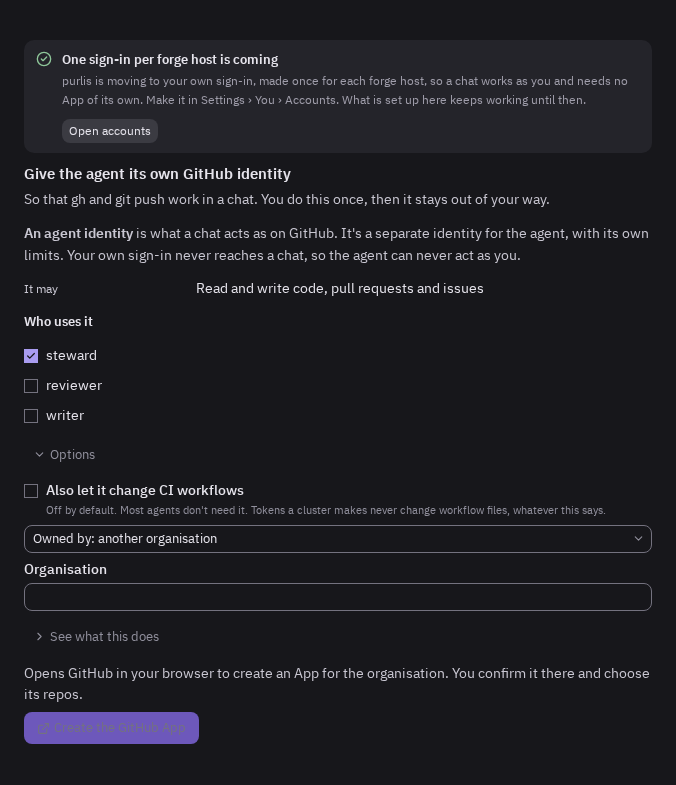 One sign-in per forge host is coming
purlis is moving to your own sign-in, made once for each forge host, so a chat works as you and needs no
App of its own. Make it in Settings › You › Accounts. What is set up here keeps working until then.
Open accounts
Give the agent its own GitHub identity
So that gh and git push work in a chat. You do this once, then it stays out of your way.
An agent identity is what a chat acts as on GitHub. It's a separate identity for the agent, with its own
limits. Your own sign-in never reaches a chat, so the agent can never act as you.
It may Read and write code, pull requests and issues
Who uses it
steward
reviewer
writer
Options
Also let it change CI workflows
Off by default. Most agents don't need it. Tokens a cluster makes never change workflow files, whatever this says.
Owned by: another organisation
Organisation
See what this does
Opens GitHub in your browser to create an App for the organisation. You confirm it there and choose
its repos.
Create the GitHub App